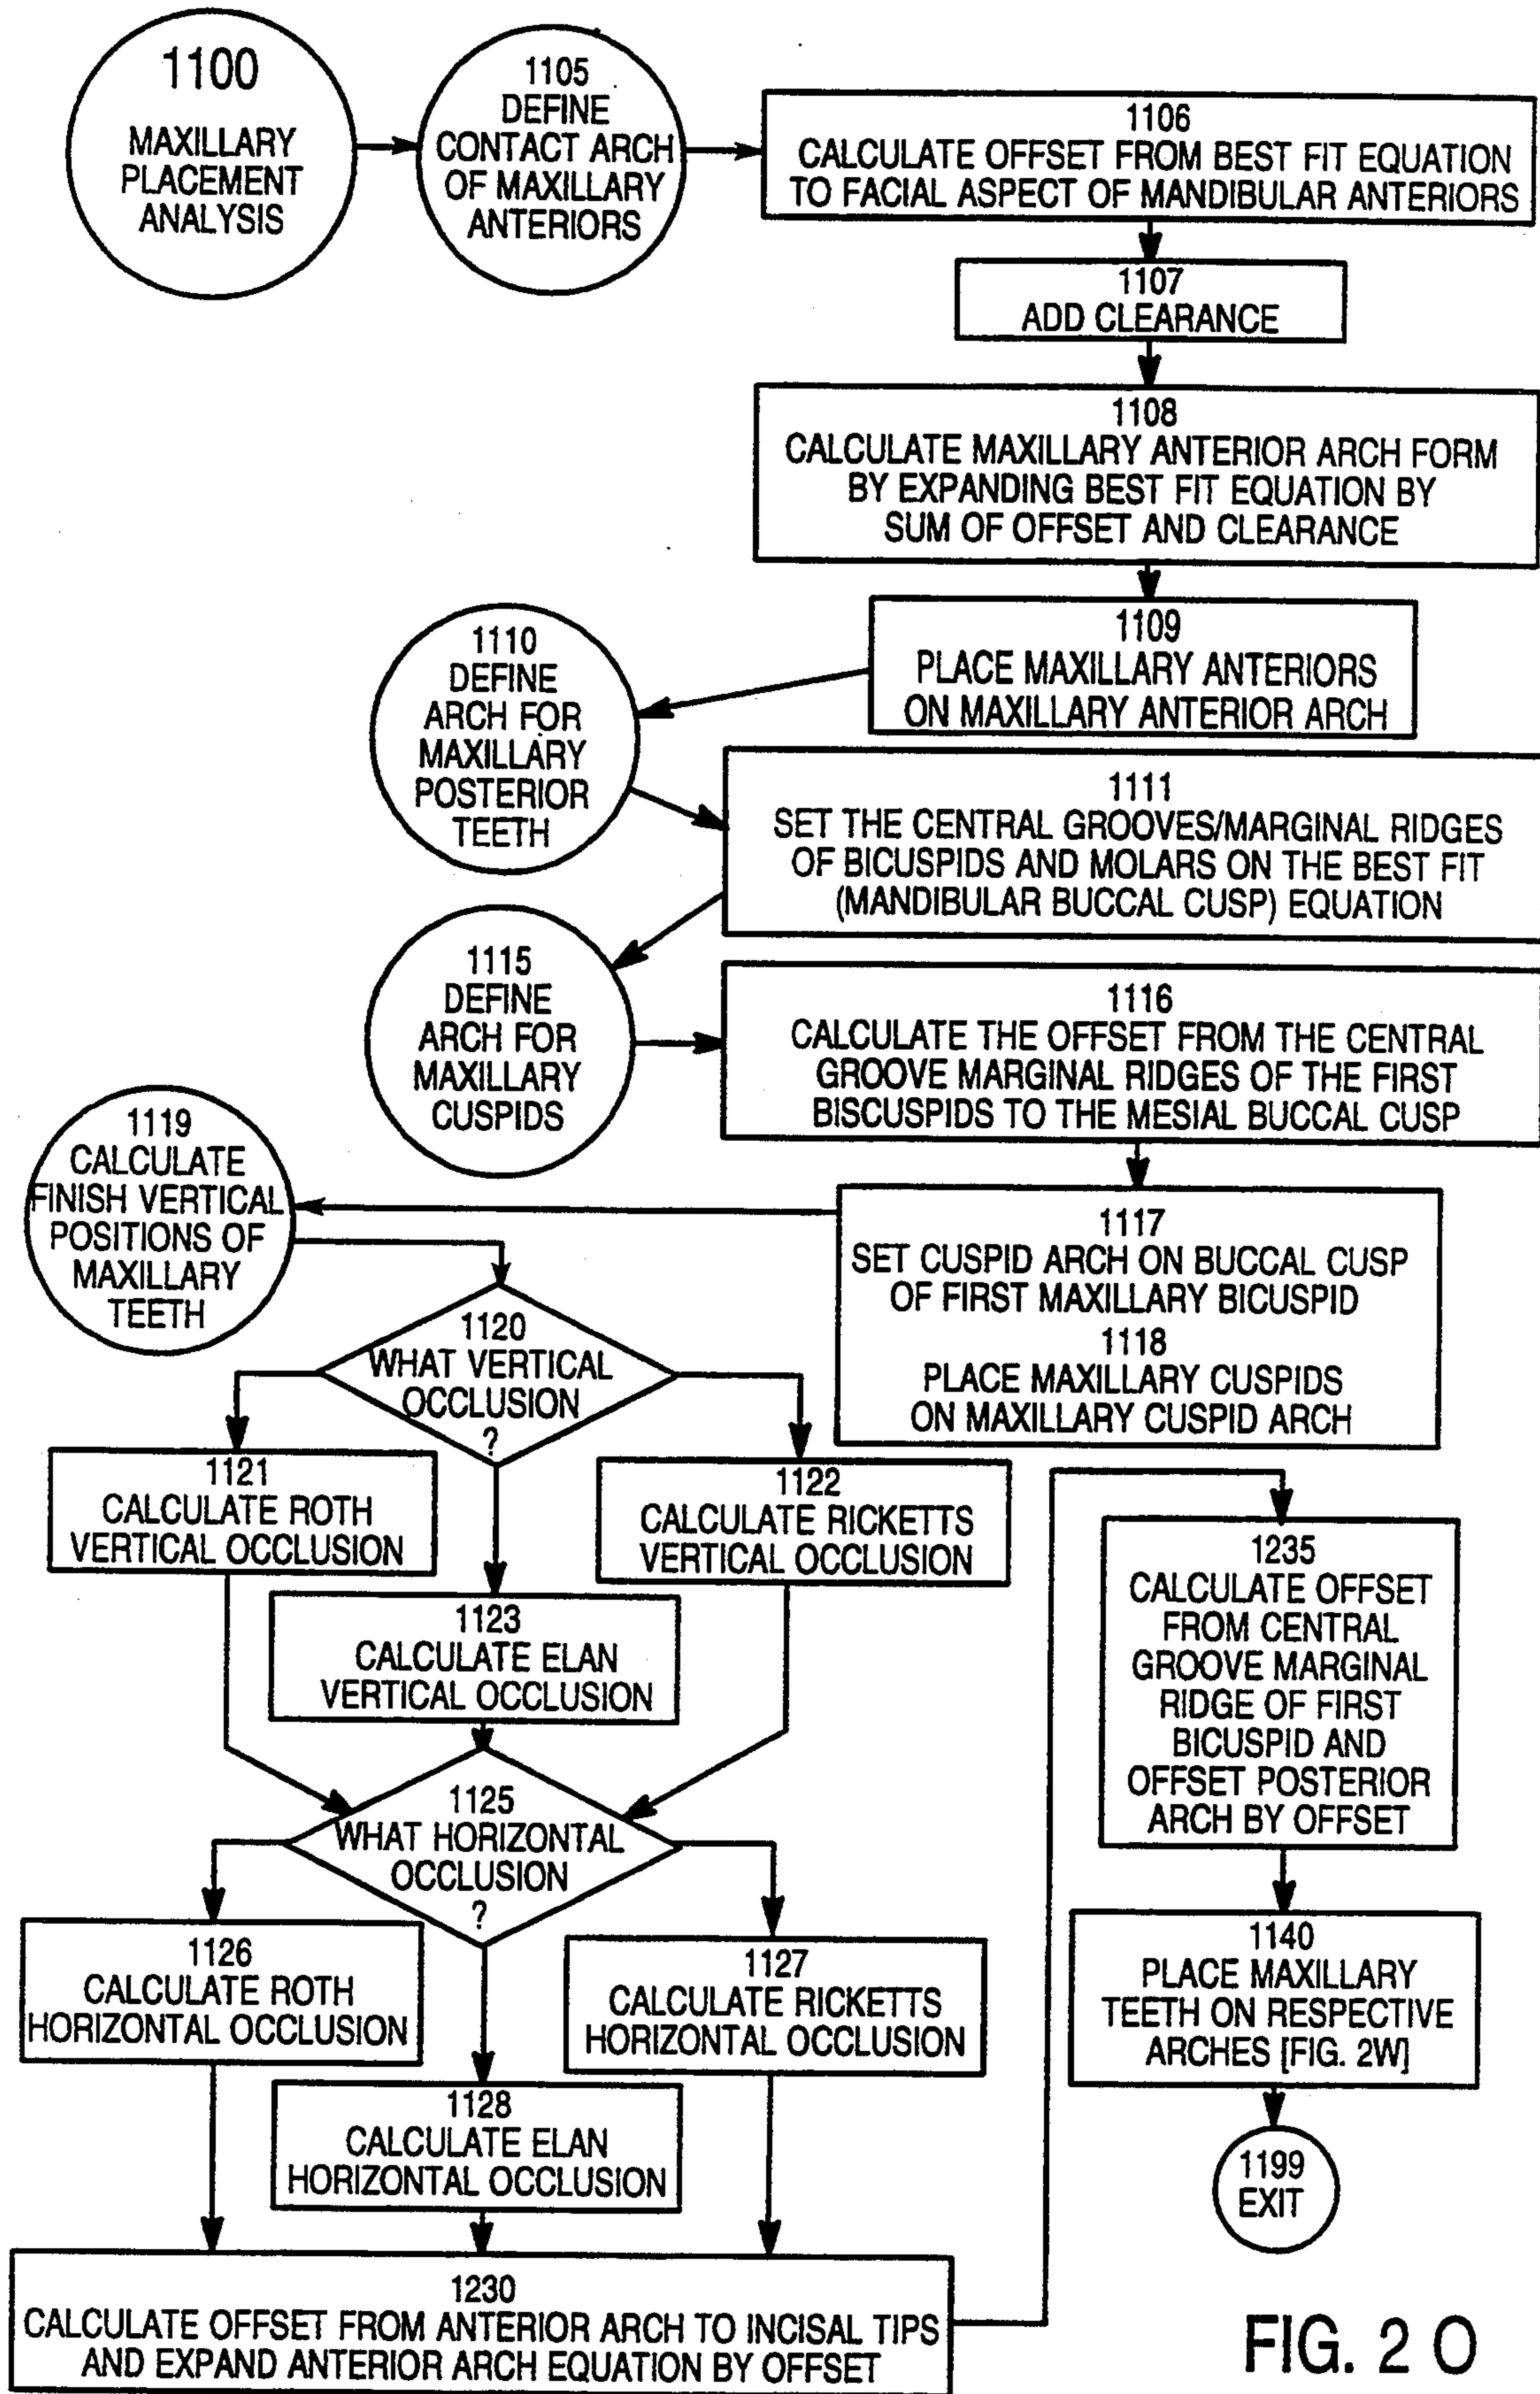 1100
MAXILLARY
PLACEMENT
ANALYSIS
1105
DEFINE
CONTACT ARCH
OF MAXILLARY
ANTERIORS
1106
CALCULATE OFFSET FROM BEST FIT EQUATION
TO FACIAL ASPECT OF MANDIBULAR ANTERIORS
1107
ADD CLEARANCE
1108
CALCULATE MAXILLARY ANTERIOR ARCH FORM
BY EXPANDING BEST FIT EQUATION BY
SUM OF OFFSET AND CLEARANCE
1109
PLACE MAXILLARY ANTERIORS
ON MAXILLARY ANTERIOR ARCH
1110
DEFINE
ARCH FOR
MAXILLARY
POSTERIOR
TEETH
1111
SET THE CENTRAL GROOVES/MARGINAL RIDGES
OF BICUSPIDS AND MOLARS ON THE BEST FIT
(MANDIBULAR BUCCAL CUSP) EQUATION
1115
DEFINE
ARCH FOR
MAXILLARY
CUSPIDS
1116
CALCULATE THE OFFSET FROM THE CENTRAL
GROOVE MARGINAL RIDGES OF THE FIRST
BISCUSPIDS TO THE MESIAL BUCCAL CUSP
1117
SET CUSPID ARCH ON BUCCAL CUSP
OF FIRST MAXILLARY BICUSPID
1118
PLACE MAXILLARY CUSPIDS
ON MAXILLARY CUSPID ARCH
1119
CALCULATE
FINISH VERTICAL
POSITIONS OF
MAXILLARY
TEETH
1120
WHAT VERTICAL
OCCLUSION
?
1121
CALCULATE ROTH
VERTICAL OCCLUSION
1122
CALCULATE RICKETTS
VERTICAL OCCLUSION
1123
CALCULATE ELAN
VERTICAL OCCLUSION
1125
WHAT HORIZONTAL
OCCLUSION
?
1126
CALCULATE ROTH
HORIZONTAL OCCLUSION
1127
CALCULATE RICKETTS
HORIZONTAL OCCLUSION
1128
CALCULATE ELAN
HORIZONTAL OCCLUSION
1230
CALCULATE OFFSET FROM ANTERIOR ARCH TO INCISAL TIPS
AND EXPAND ANTERIOR ARCH EQUATION BY OFFSET
1235
CALCULATE OFFSET
FROM CENTRAL
GROOVE MARGINAL
RIDGE OF FIRST
BICUSPID AND
OFFSET POSTERIOR
ARCH BY OFFSET
1140
PLACE MAXILLARY
TEETH ON RESPECTIVE
ARCHES [FIG. 2W]
1199
EXIT
FIG. 2 O